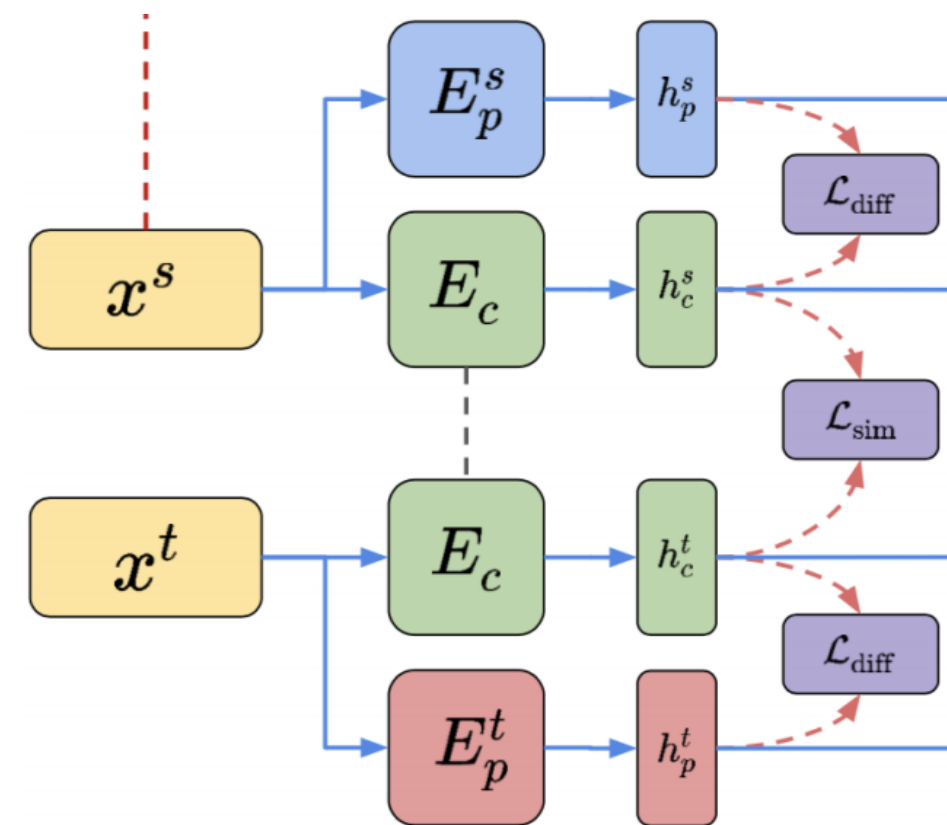 E_p^s
h_p^s
L_diff
x^s
E_c
h_c^s
L_sim
x^t
E_c
h_c^t
L_diff
E_p^t
h_p^t